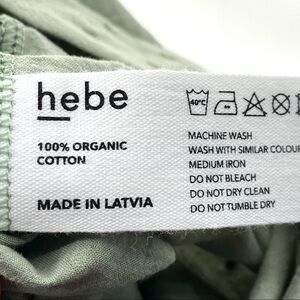 hebe
40°C
100% ORGANIC
COTTON
MADE IN LATVIA
MACHINE WASH
WASH WITH SIMILAR COLOUR
MEDIUM IRON
DO NOT BLEACH
DO NOT DRY CLEAN
DO NOT TUMBLE DRY